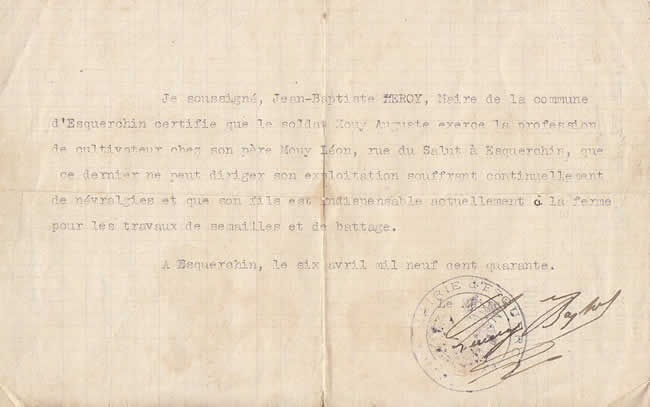 Je soussigné, Jean-Baptiste HEROY, Maire de la commune
d'Esquerchin certifie que le soldat Mouy Auguste exerce la profession
de cultivateur chez son père Mouy Léon, rue du Salut à Esquerchin, que
ce dernier ne peut diriger son exploitation souffrant continuellement
de névralgies et que son fils est indispensable actuellement à la ferme
pour les travaux de semailles et de battage.
A Esquerchin, le six avril mil neuf cent quarante.
Le Maire